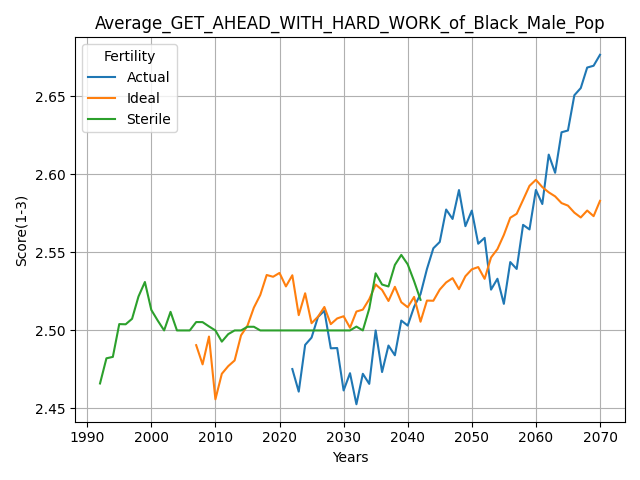 Average_GET_AHEAD_WITH_HARD_WORK_of_Black_Male_Pop
Fertility
Actual
Ideal
Sterile
Score(1-3)
2.65
2.60
2.55
2.50
2.45
1990 2000 2010 2020 2030 2040 2050 2060 2070
Years